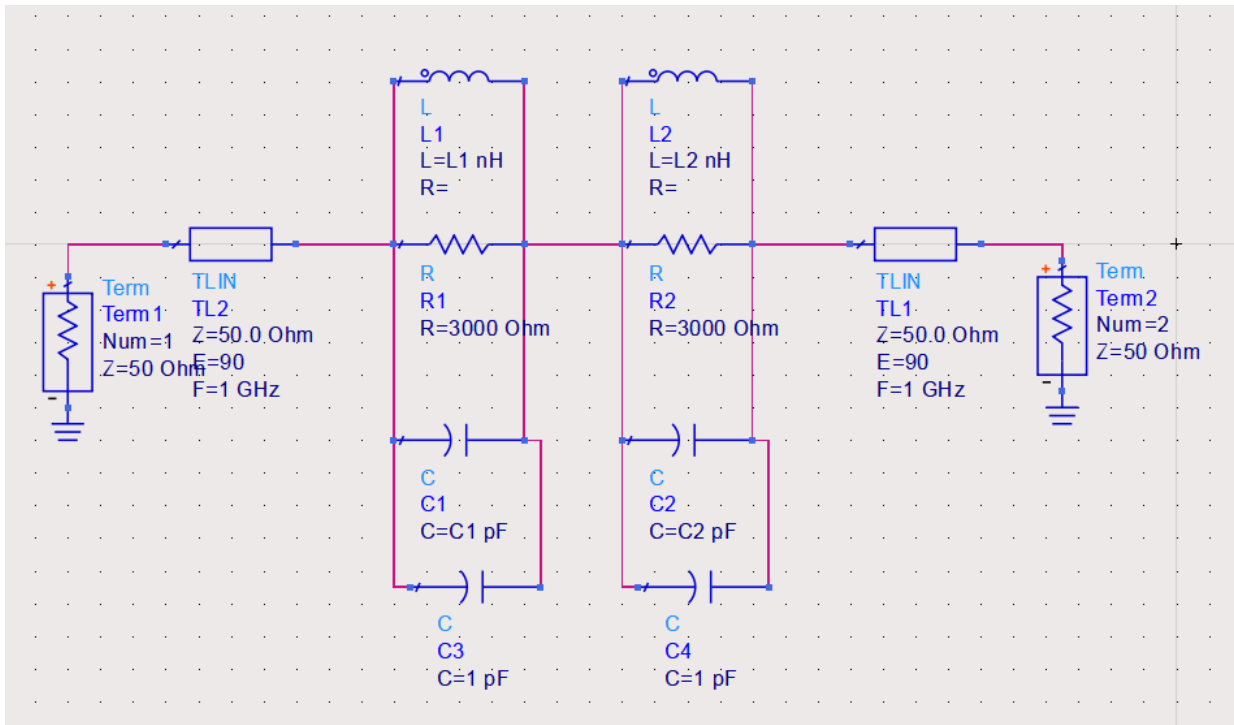 L
L1
L=L1 nH
R=
L
L2
L=L2 nH
R=
+
Term
Term1
Num=1
Z=50 Ohm
-
TLIN
TL2
Z=50.0 Ohm
E=90
F=1 GHz
R
R1
R=3000 Ohm
R
R2
R=3000 Ohm
TLIN
TL1
Z=50.0 Ohm
E=90
F=1 GHz
+
Term
Term2
Num=2
Z=50 Ohm
-
C
C1
C=C1 pF
C
C2
C=C2 pF
C
C3
C=1 pF
C
C4
C=1 pF